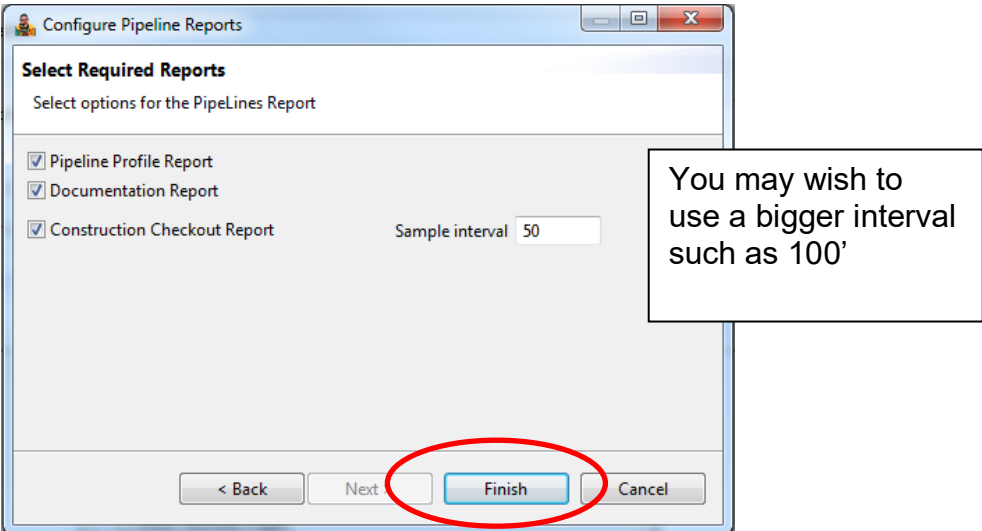 Configure Pipeline Reports
Select Required Reports
Select options for the PipeLines Report
Pipeline Profile Report
Documentation Report
Construction Checkout Report Sample interval 50
You may wish to
use a bigger interval
such as 100’
< Back Next > Finish Cancel